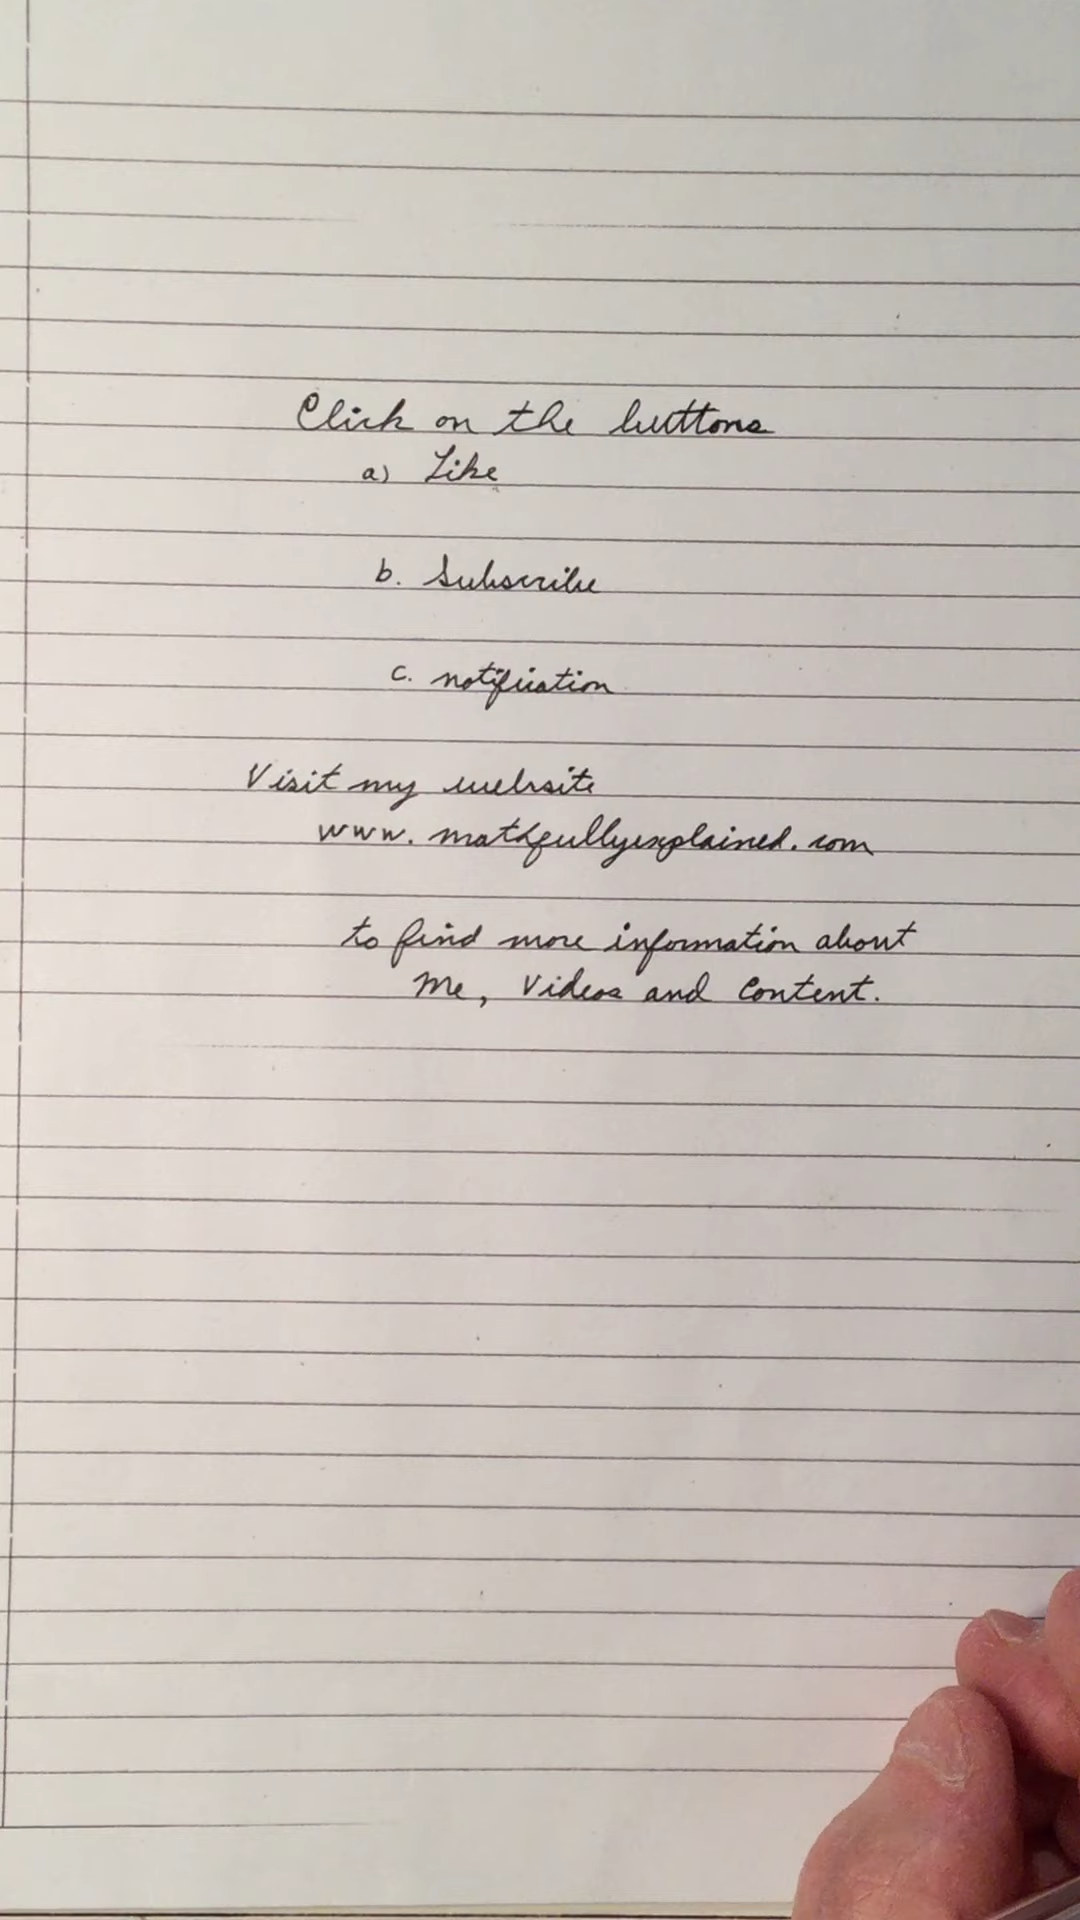 Click on the buttons
a) Like
b. Subscribe
c. notification
Visit my website
www.mathfullyexplained.com
to find more information about
Me, Videos and Content.